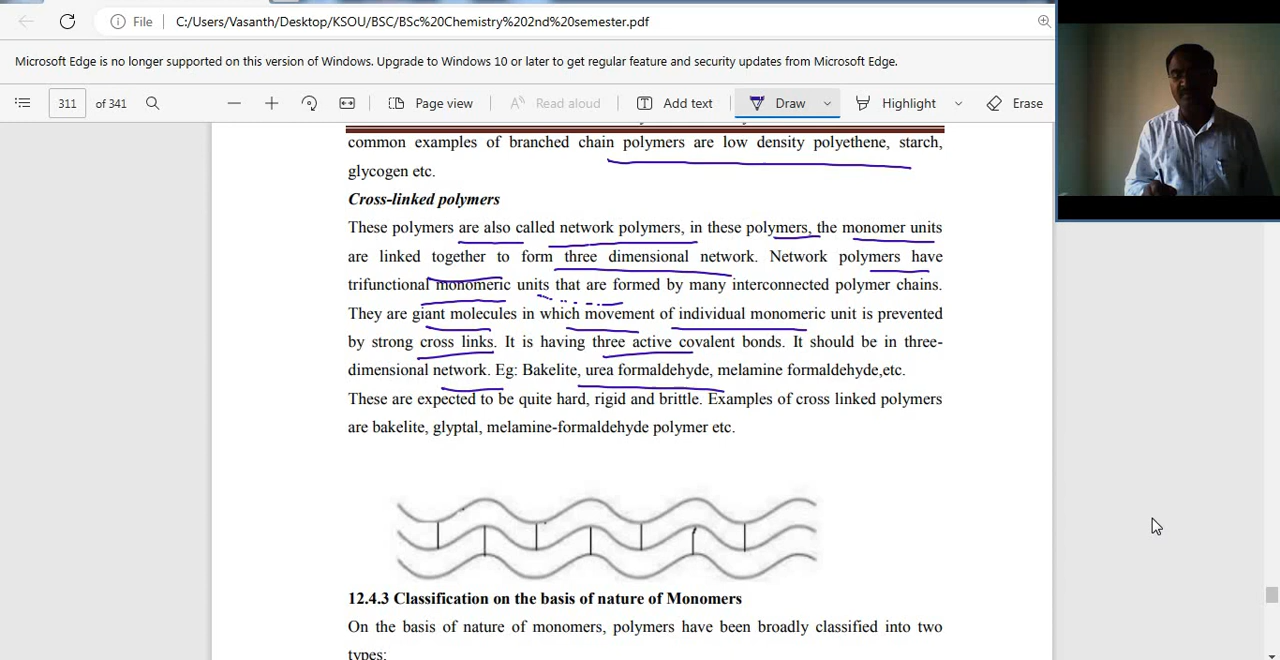 File
C:/Users/Vasanth/Desktop/KSOU/BSC/BSc%20Chemistry%202nd%20semester.pdf
Microsoft Edge is no longer supported on this version of Windows. Upgrade to Windows 10 or later to get regular feature and security updates from Microsoft Edge.
311 of 341 Page view Read aloud Add text Draw Highlight Erase
common examples of branched chain polymers are low density polyethene, starch,
glycogen etc.
Cross-linked polymers
These polymers are also called network polymers, in these polymers, the monomer units
are linked together to form three dimensional network. Network polymers have
trifunctional monomeric units that are formed by many interconnected polymer chains.
They are giant molecules in which movement of individual monomeric unit is prevented
by strong cross links. It is having three active covalent bonds. It should be in three-
dimensional network. Eg: Bakelite, urea formaldehyde, melamine formaldehyde,etc.
These are expected to be quite hard, rigid and brittle. Examples of cross linked polymers
are bakelite, glyptal, melamine-formaldehyde polymer etc.
12.4.3 Classification on the basis of nature of Monomers
On the basis of nature of monomers, polymers have been broadly classified into two
types: